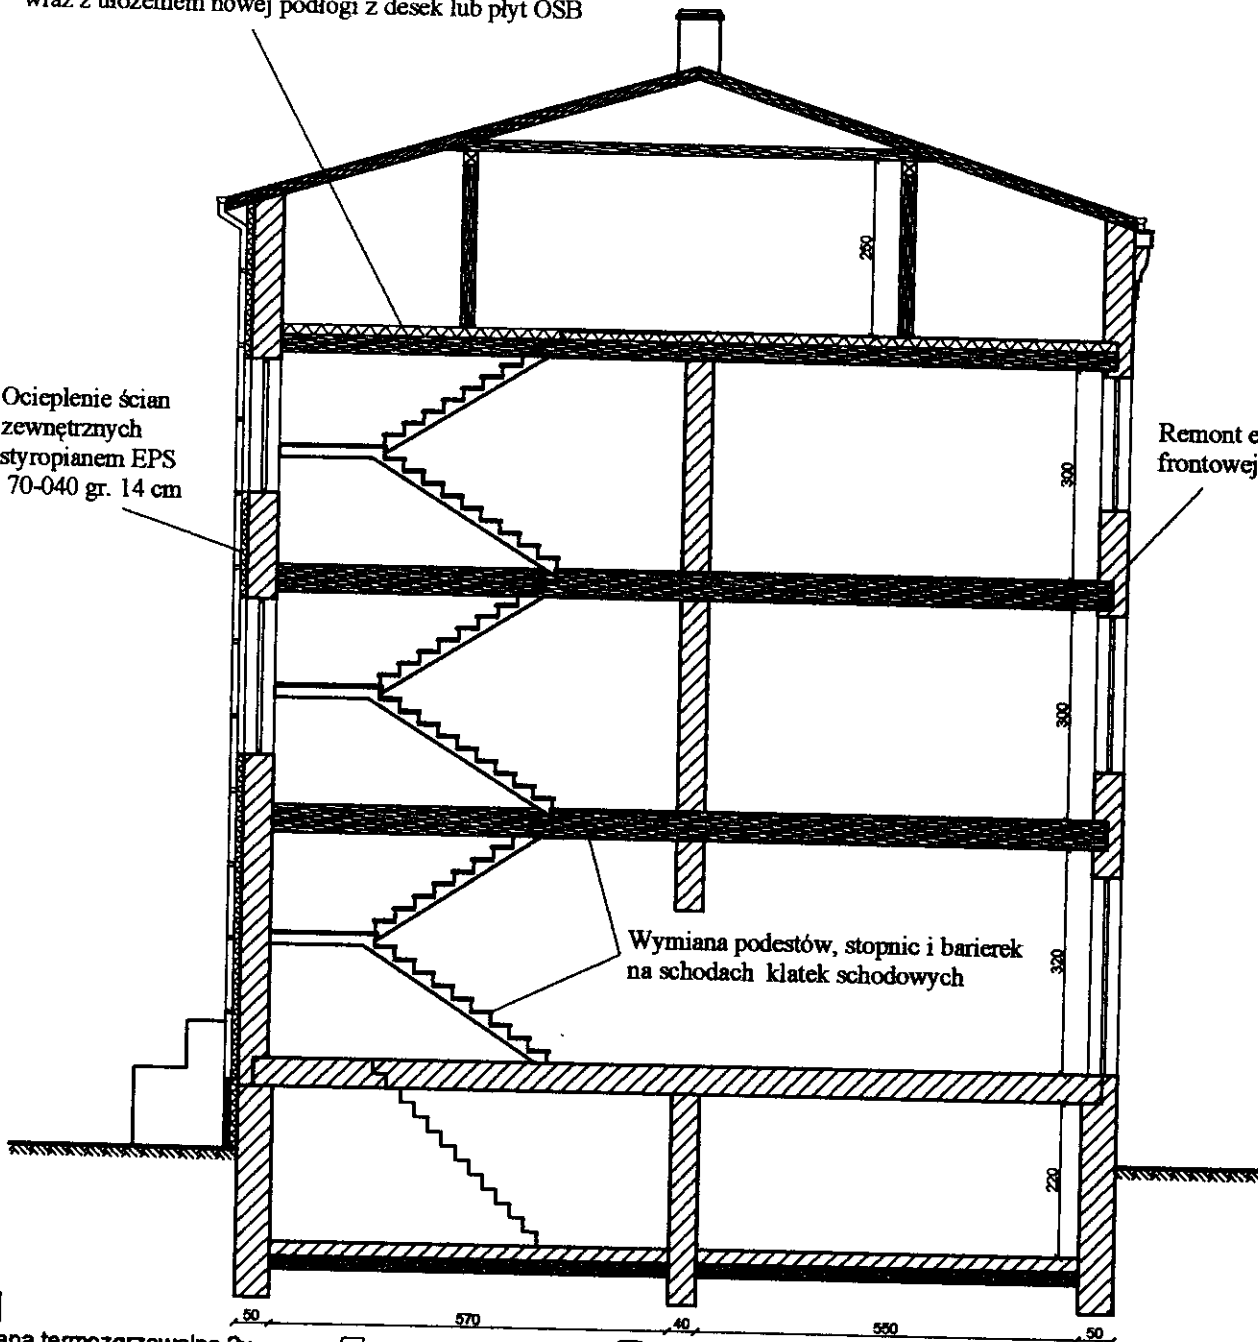 wraz z ułożeniem nowej podłogi z desek lub płyt OSB
250
Ocieplenie ścian
zewnętrznych
styropianem EPS
70-040 gr. 14 cm
Remont e
frontowej
300
300
Wymiana podestów, stopnic i barierek
na schodach klatek schodowych
320
220
50 570 40 550 50